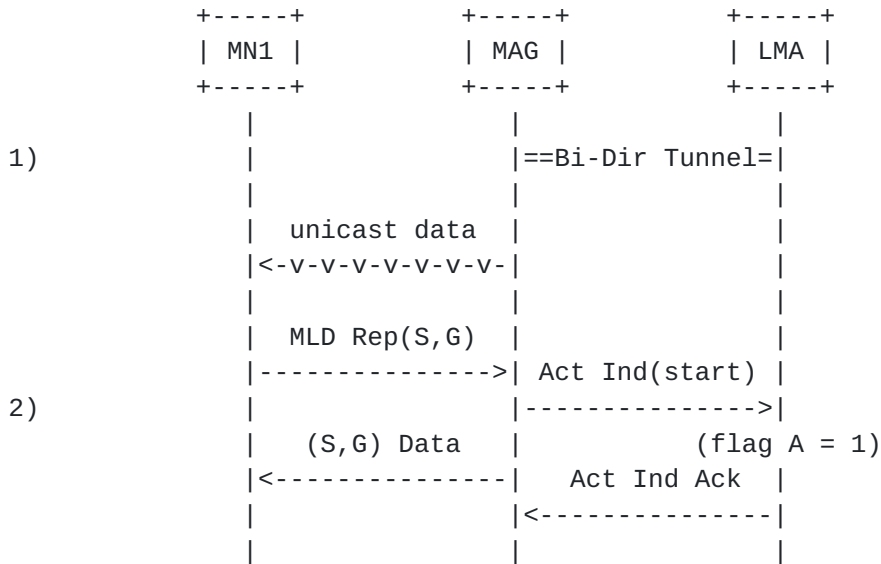 +-----+ +-----+ +-----+
| MN1 | | MAG | | LMA |
+-----+ +-----+ +-----+
| | |
1) | |==Bi-Dir Tunnel=|
| | |
| unicast data | |
|<-v-v-v-v-v-v-v-| |
| | |
| MLD Rep(S,G) | |
|--------------->| Act Ind(start) |
2) | |--------------->|
| (S,G) Data | (flag A = 1)
|<---------------| Act Ind Ack |
| |<---------------|
| | |